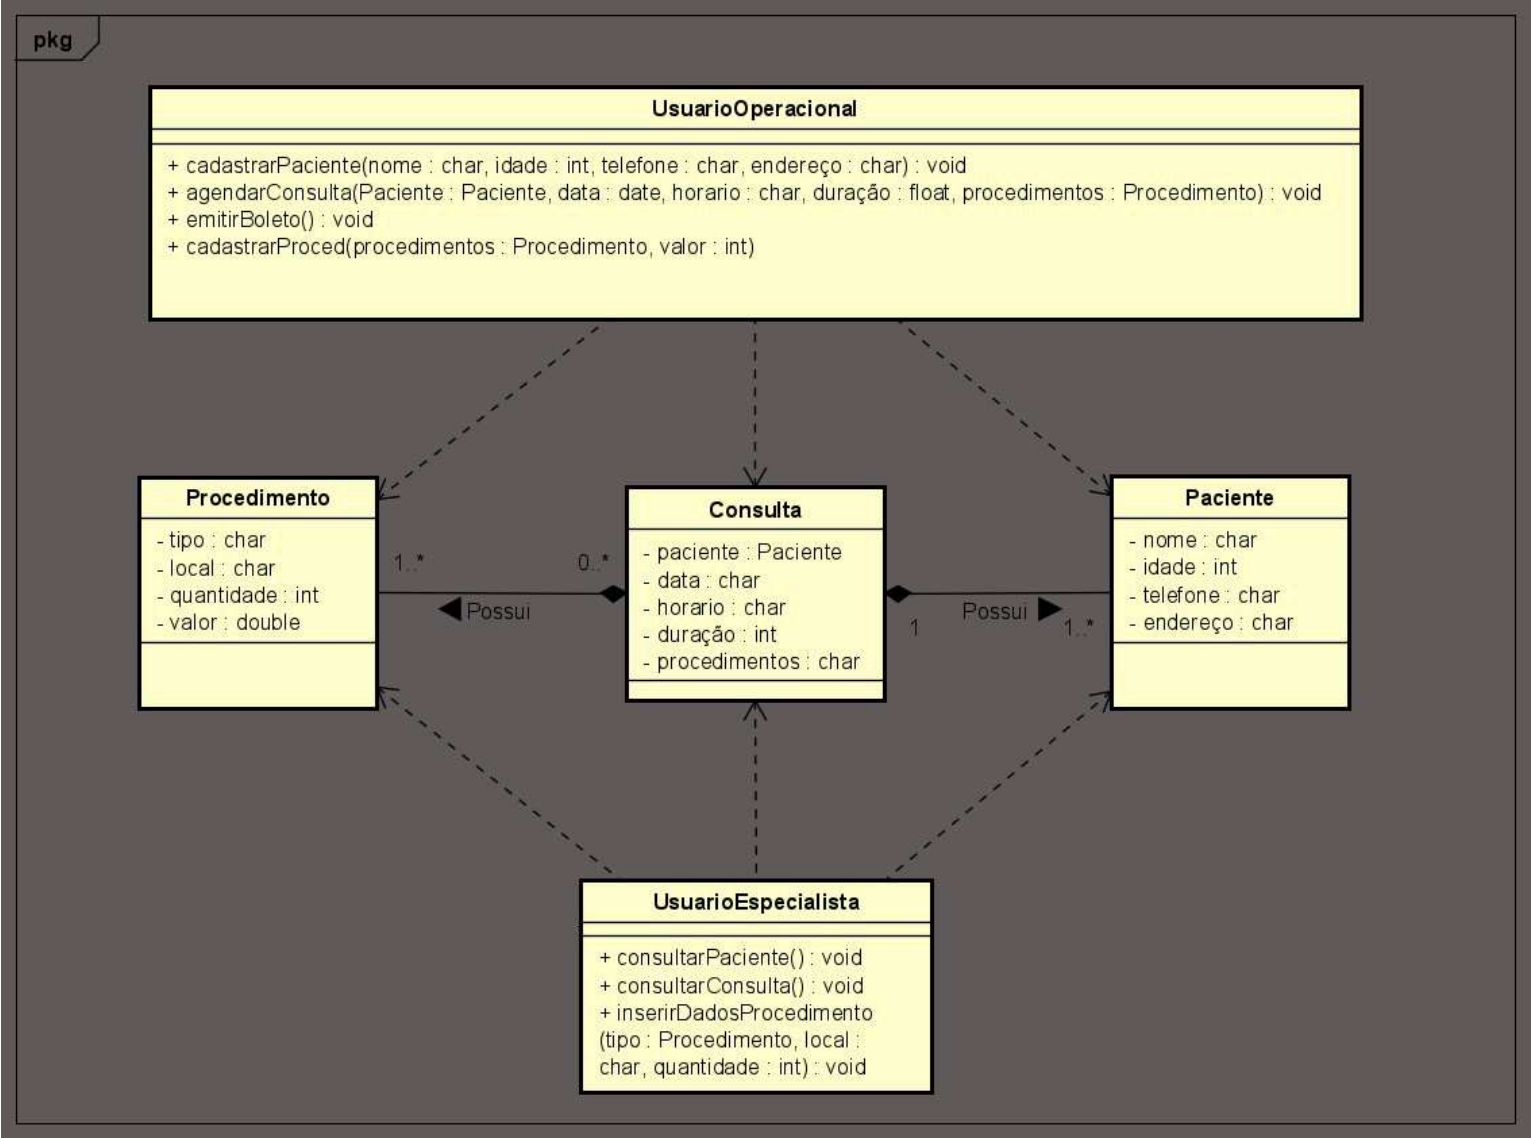 pkg
UsuarioOperacional
+ cadastrarPaciente(nome : char, idade : int, telefone : char, endereço : char) : void
+ agendarConsulta(Paciente : Paciente, data : date, horario : char, duração : float, procedimentos : Procedimento) : void
+ emitirBoleto() : void
+ cadastrarProced(procedimentos : Procedimento, valor : int)
Procedimento
- tipo : char
- local : char
- quantidade : int
- valor : double
1..*
0..*
Possui
Consulta
- paciente : Paciente
- data : char
- horario : char
- duração : int
- procedimentos : char
1
Possui
1..*
Paciente
- nome : char
- idade : int
- telefone : char
- endereço : char
UsuarioEspecialista
+ consultarPaciente() : void
+ consultarConsulta() : void
+ inserirDadosProcedimento
(tipo : Procedimento, local :
char, quantidade : int) : void